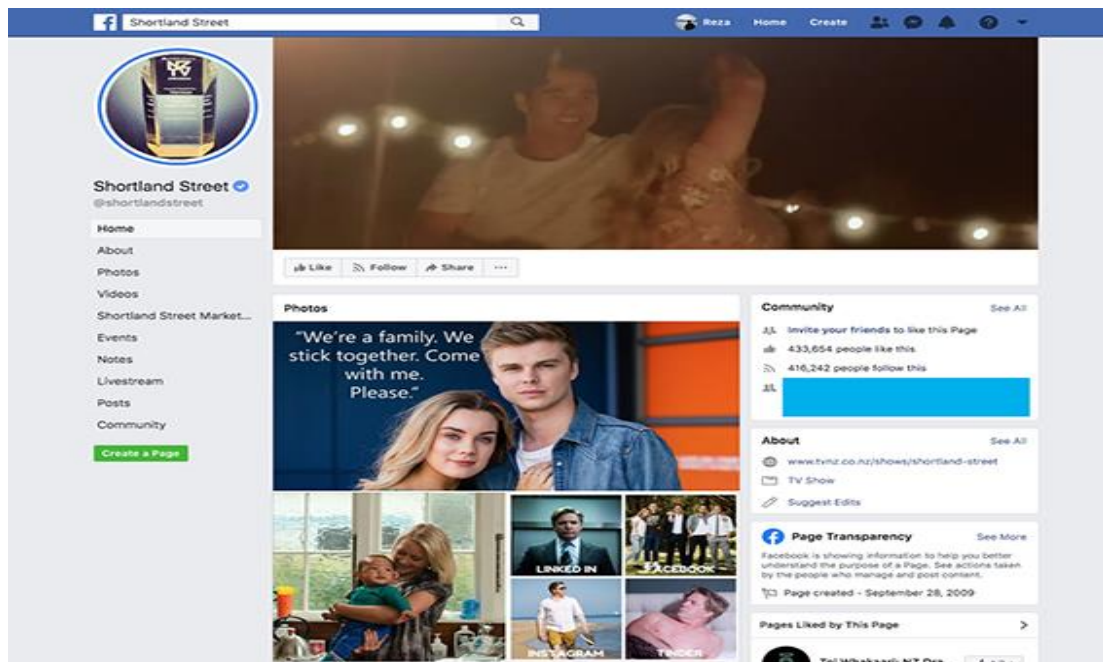 Shortland Street
Reza Home Create
NZ
TV
Shortland Street
@shortlandstreet
Home
About
Photos
Videos
Shortland Street Market...
Events
Notes
Livestream
Posts
Community
Create a Page
Like Follow Share ...
Photos
"We're a family. We
stick together. Come
with me.
Please."
LINKED IN
FACEBOOK
INSTAGRAM
TINDER
Community See All
Invite your friends to like this Page
433,654 people like this
416,242 people follow this
About See All
www.tvnz.co.nz/shows/shortland-street
TV Show
Suggest Edits
Page Transparency See More
Facebook is showing information to help you better
understand the purpose of a Page. See actions taken
by the people who manage and post content.
Page created - September 28, 2009
Pages Liked by This Page